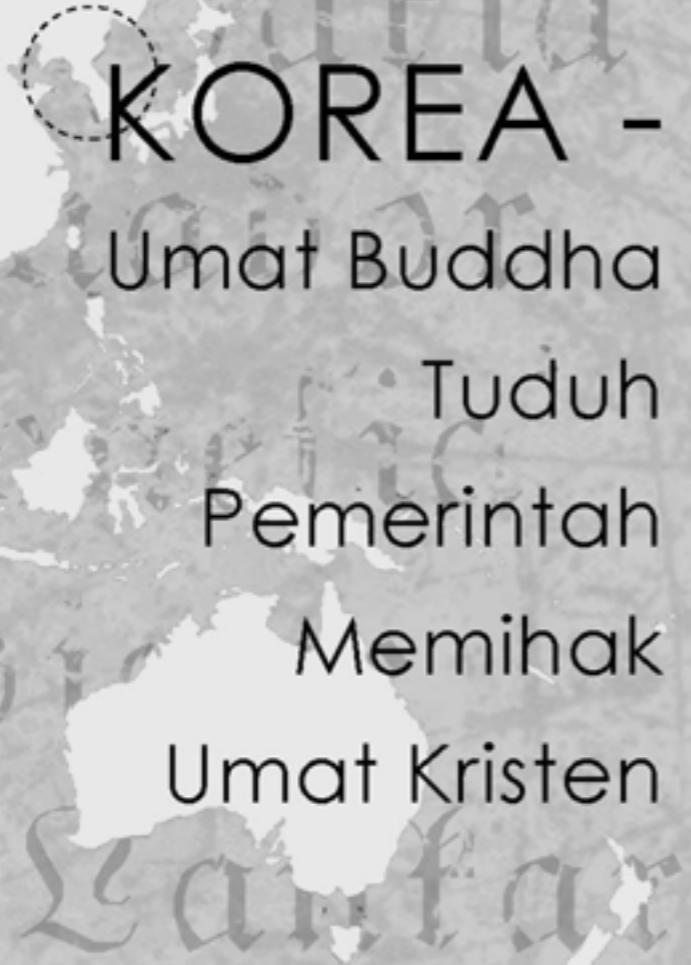 KOREA -
Umat Buddha
Tuduh
Pemerintah
Memihak
Umat Kristen